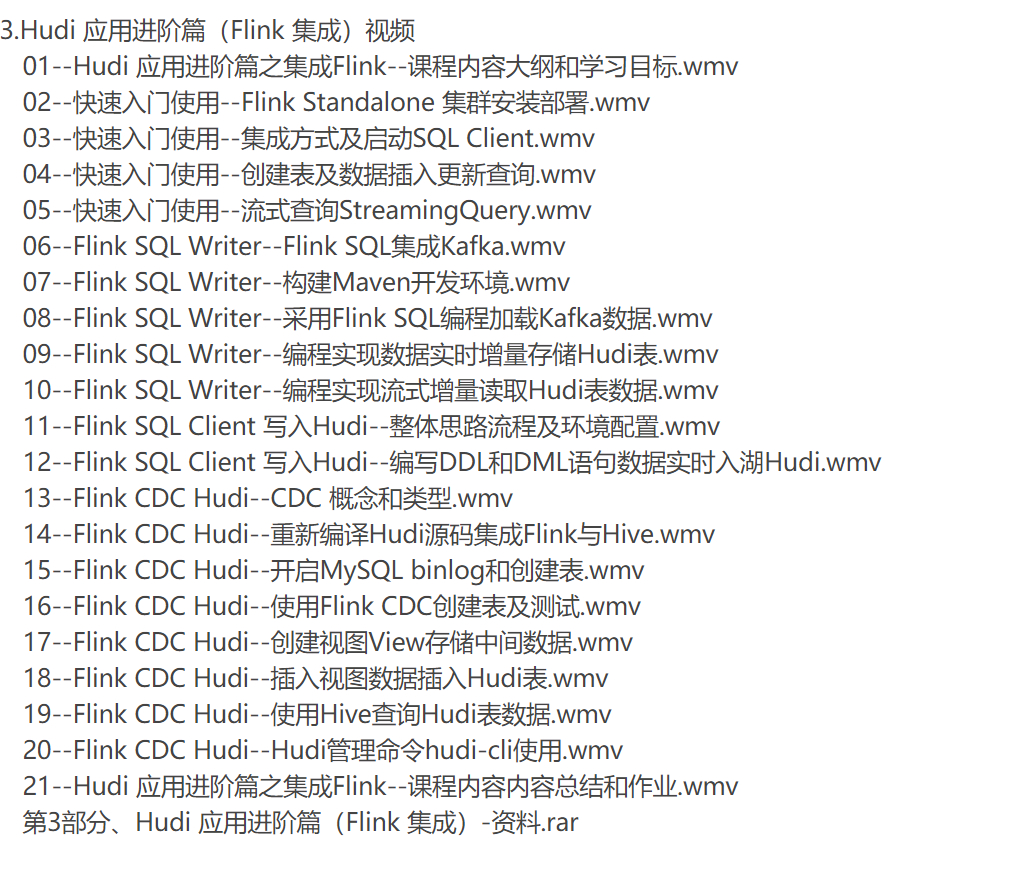 3.Hudi 应用进阶篇（Flink 集成）视频
01--Hudi 应用进阶篇之集成Flink--课程内容大纲和学习目标.wmv
02--快速入门使用--Flink Standalone 集群安装部署.wmv
03--快速入门使用--集成方式及启动SQL Client.wmv
04--快速入门使用--创建表及数据插入更新查询.wmv
05--快速入门使用--流式查询StreamingQuery.wmv
06--Flink SQL Writer--Flink SQL集成Kafka.wmv
07--Flink SQL Writer--构建Maven开发环境.wmv
08--Flink SQL Writer--采用Flink SQL编程加载Kafka数据.wmv
09--Flink SQL Writer--编程实现数据实时增量存储Hudi表.wmv
10--Flink SQL Writer--编程实现流式增量读取Hudi表数据.wmv
11--Flink SQL Client 写入Hudi--整体思路流程及环境配置.wmv
12--Flink SQL Client 写入Hudi--编写DDL和DML语句数据实时入湖Hudi.wmv
13--Flink CDC Hudi--CDC 概念和类型.wmv
14--Flink CDC Hudi--重新编译Hudi源码集成Flink与Hive.wmv
15--Flink CDC Hudi--开启MySQL binlog和创建表.wmv
16--Flink CDC Hudi--使用Flink CDC创建表及测试.wmv
17--Flink CDC Hudi--创建视图View存储中间数据.wmv
18--Flink CDC Hudi--插入视图数据插入Hudi表.wmv
19--Flink CDC Hudi--使用Hive查询Hudi表数据.wmv
20--Flink CDC Hudi--Hudi管理命令hudi-cli使用.wmv
21--Hudi 应用进阶篇之集成Flink--课程内容内容总结和作业.wmv
第3部分、Hudi 应用进阶篇（Flink 集成）-资料.rar